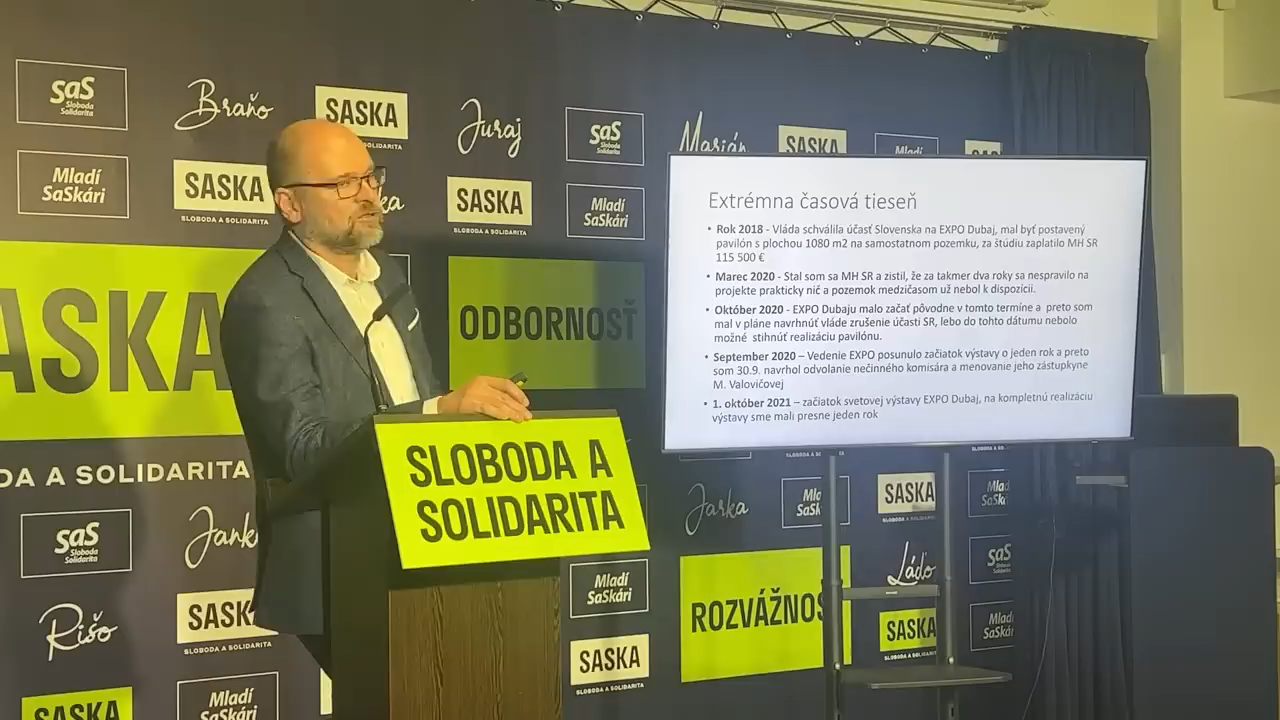 saS
Sloboda
Solidarita
Braňo
SASKA
Juraj
saS
Sloboda
Solidarita
Marián
SASKA
Mladí
Mladí
SaSkári
SASKA
SLOBODA A SOLIDARITA
SASKA
SLOBODA A SOLIDARITA
Mladí
SaSkári
ASKA
ODBORNOSŤ
Extrémna časová tieseň
• Rok 2018 - Vláda schválila účasť Slovenska na EXPO Dubaj, mal byť postavený
pavilón s plochou 1080 m2 na samostatnom pozemku, za štúdiu zaplatilo MH SR
115 500 €
• Marec 2020 - Stal som sa MH SR a zistil, že za takmer dva roky sa nespravilo na
projekte prakticky nič a pozemok medzičasom už nebol k dispozícii.
• Október 2020 - EXPO Dubaju malo začať pôvodne v tomto termíne a preto som
mal v pláne navrhnúť vláde zrušenie účasti SR, lebo do tohto dátumu nebolo
možné stihnúť realizáciu pavilónu.
• September 2020 – Vedenie EXPO posunulo začiatok výstavy o jeden rok a preto
som 30.9. navrhol odvolanie nečinného komisára a menovanie jeho zástupkyne
M. Valovičovej
• 1. október 2021 – začiatok svetovej výstavy EXPO Dubaj, na kompletnú realizáciu
výstavy sme mali presne jeden rok
DA A SOLIDARITA
SLOBODA A
SOLIDARITA
saS
Sloboda
Solidarita
Jank
Jarka
SASKA
SLOBODA A SOLIDARITA
Rišo
SASK
SLOBODA A SOLIDARITA
Mladí
SaSkári
ROZVÁŽNOS
Láďo
saS
Sloboda
Solidarita
SASKA
SLOBODA A SOLIDARITA
SASKA
Mladí
SaSkári
SASKA
Mladí
SaSkári